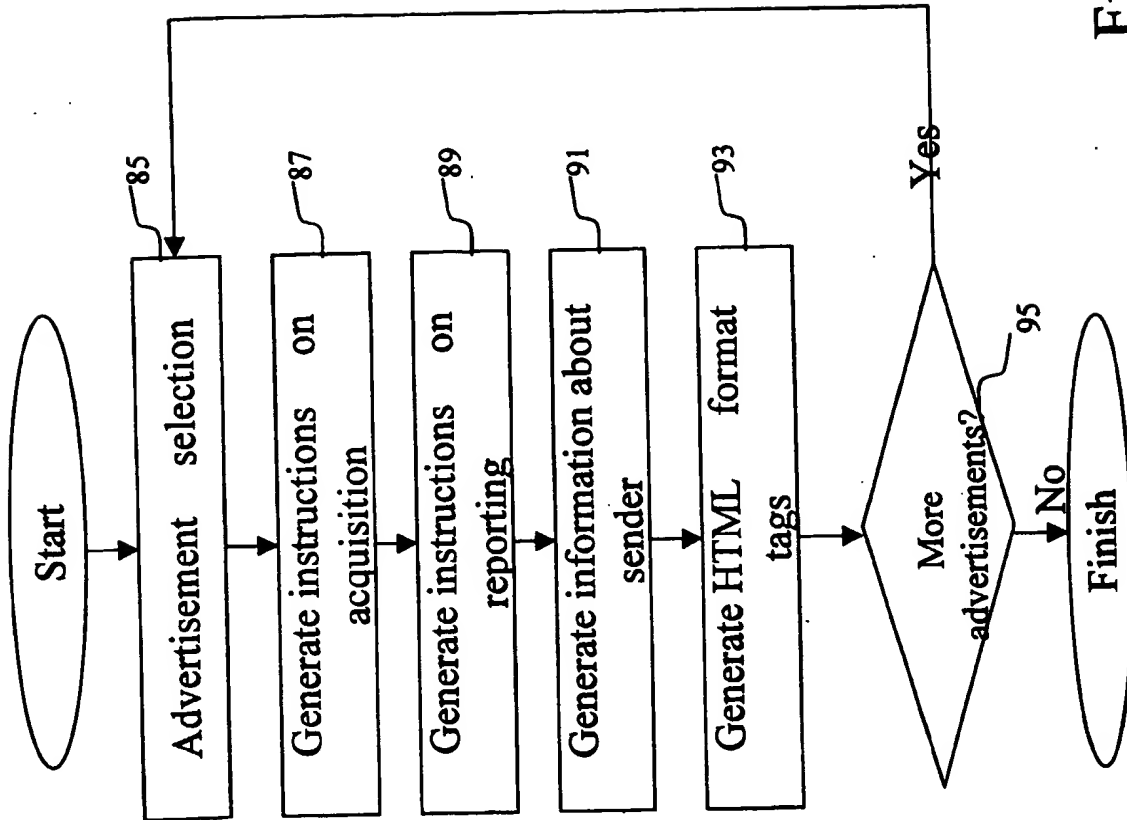 Start
Advertisement selection
85
Generate instructions on
acquisition
87
Generate instructions on
reporting
89
Generate information about
sender
91
Generate HTML format
tags
93
More
advertisements?
95
Yes
No
Finish